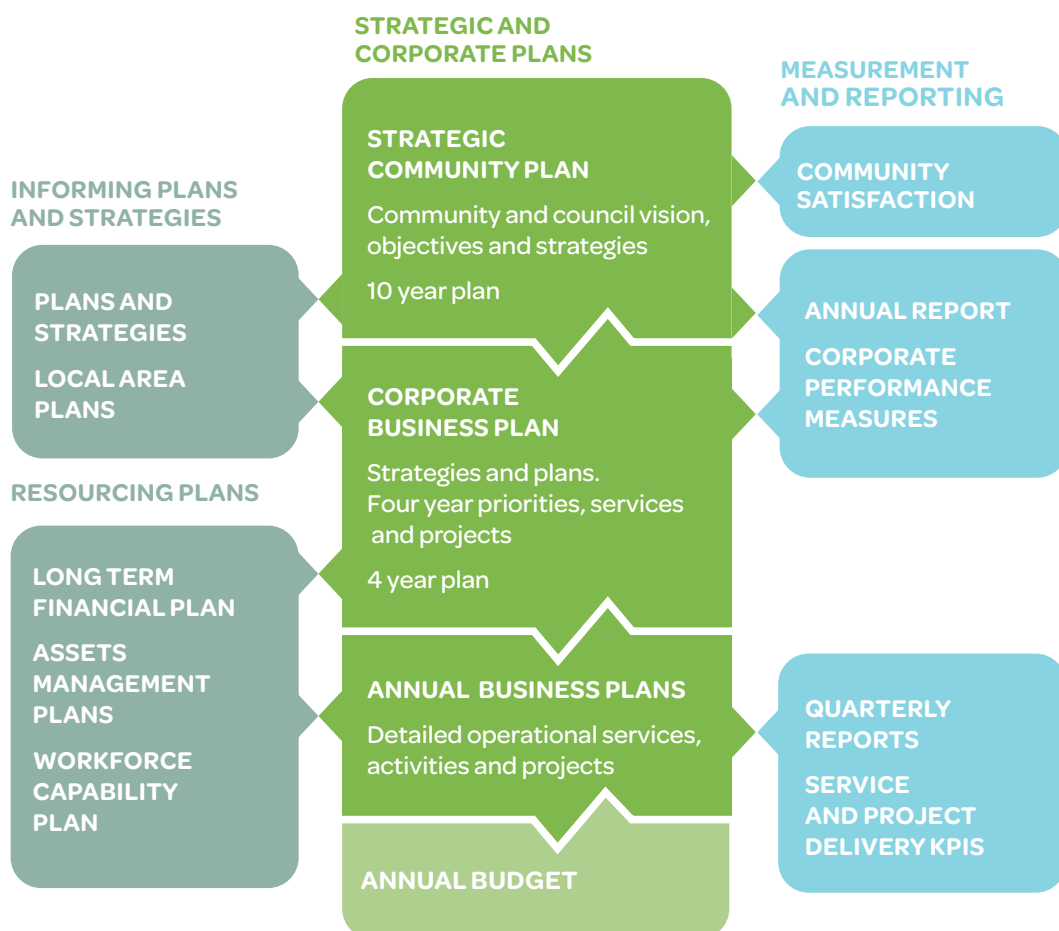 STRATEGIC AND
CORPORATE PLANS
STRATEGIC
COMMUNITY PLAN
Community and council vision,
objectives and strategies
10 year plan
CORPORATE
BUSINESS PLAN
Strategies and plans.
Four year priorities, services
and projects
4 year plan
ANNUAL BUSINESS PLANS
Detailed operational services,
activities and projects
ANNUAL BUDGET
INFORMING PLANS
AND STRATEGIES
PLANS AND
STRATEGIES
LOCAL AREA
PLANS
RESOURCING PLANS
LONG TERM
FINANCIAL PLAN
ASSETS
MANAGEMENT
PLANS
WORKFORCE
CAPABILITY
PLAN
MEASUREMENT
AND REPORTING
COMMUNITY
SATISFACTION
ANNUAL REPORT
CORPORATE
PERFORMANCE
MEASURES
QUARTERLY
REPORTS
SERVICE
AND PROJECT
DELIVERY KPIS